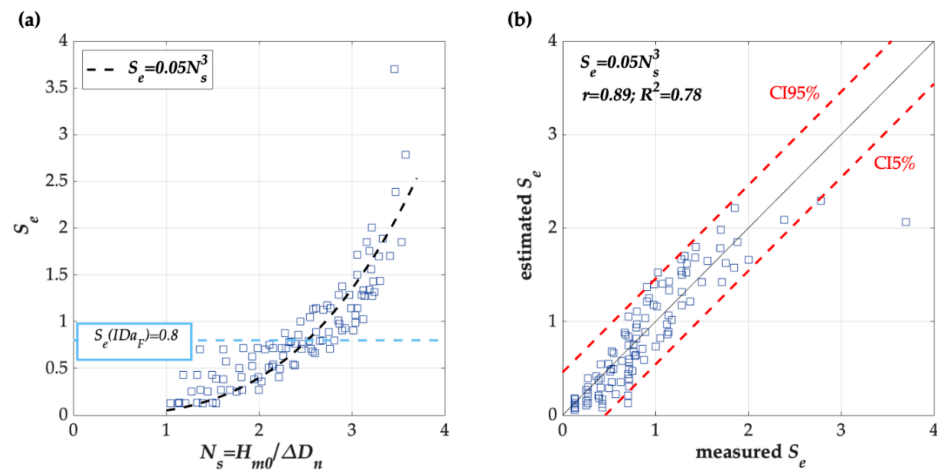 (a)
S_e
4
3.5
3
2.5
2
1.5
1
0.5
0
S_e=0.05N_s^3
S_e(IDa_F)=0.8
0 1 2 3 4
N_s=H_m0/ΔD_n
(b)
estimated S_e
4
3
2
1
0
S_e=0.05N_s^3
r=0.89; R^2=0.78
CI95%
CI5%
0 1 2 3 4
measured S_e